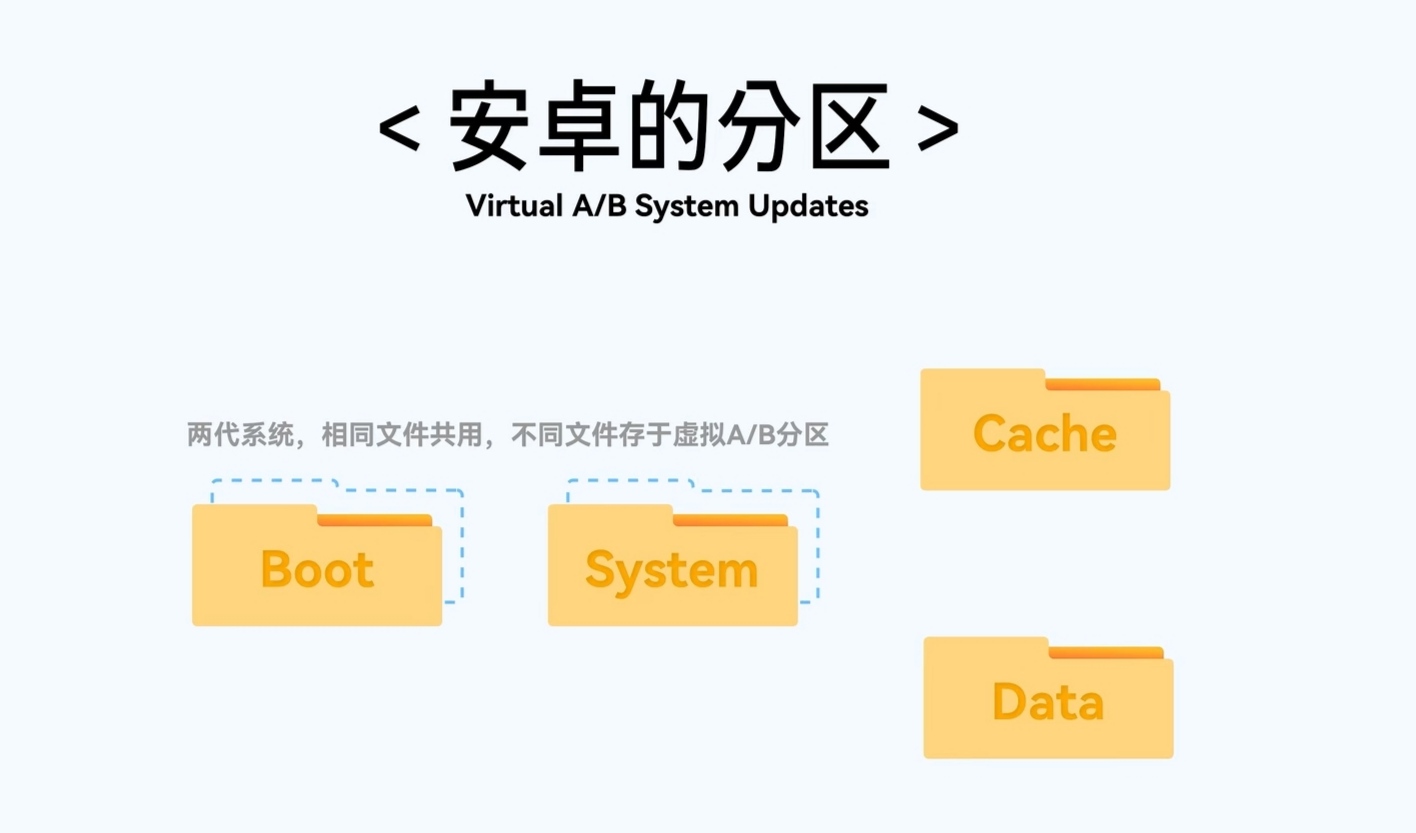 < 安卓的分区 >
Virtual A/B System Updates
两代系统，相同文件共用，不同文件存于虚拟A/B分区
Boot
System
Cache
Data